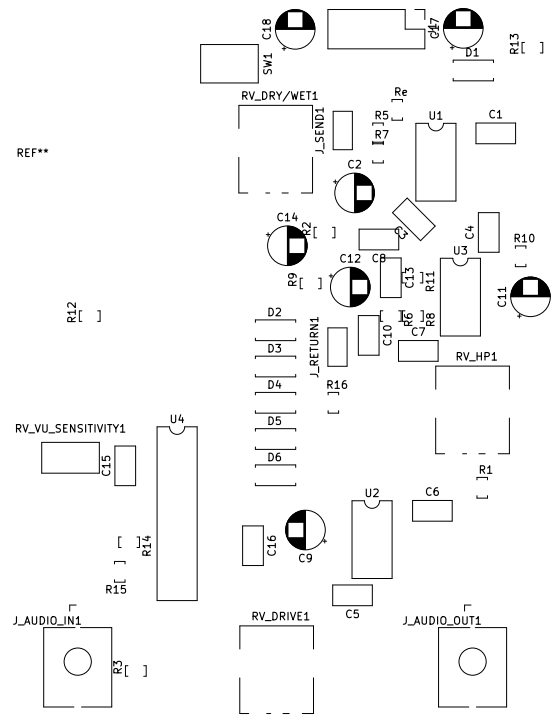 C18
C17
R13
SW1
D1
RV_DRY/WET1
Re
J_SEND1
R5
U1
C1
R7
REF**
C2
C14
R2
C3
C4
R10
C8
U3
C12
C13
R9
R11
C11
R12
D2
R6
R8
J_RETURN1
C10
C7
D3
RV_HP1
D4
R16
U4
RV_VU_SENSITIVITY1
D5
C15
D6
R1
U2
C6
R14
C16
C9
R15
C5
J_AUDIO_IN1
RV_DRIVE1
J_AUDIO_OUT1
R3